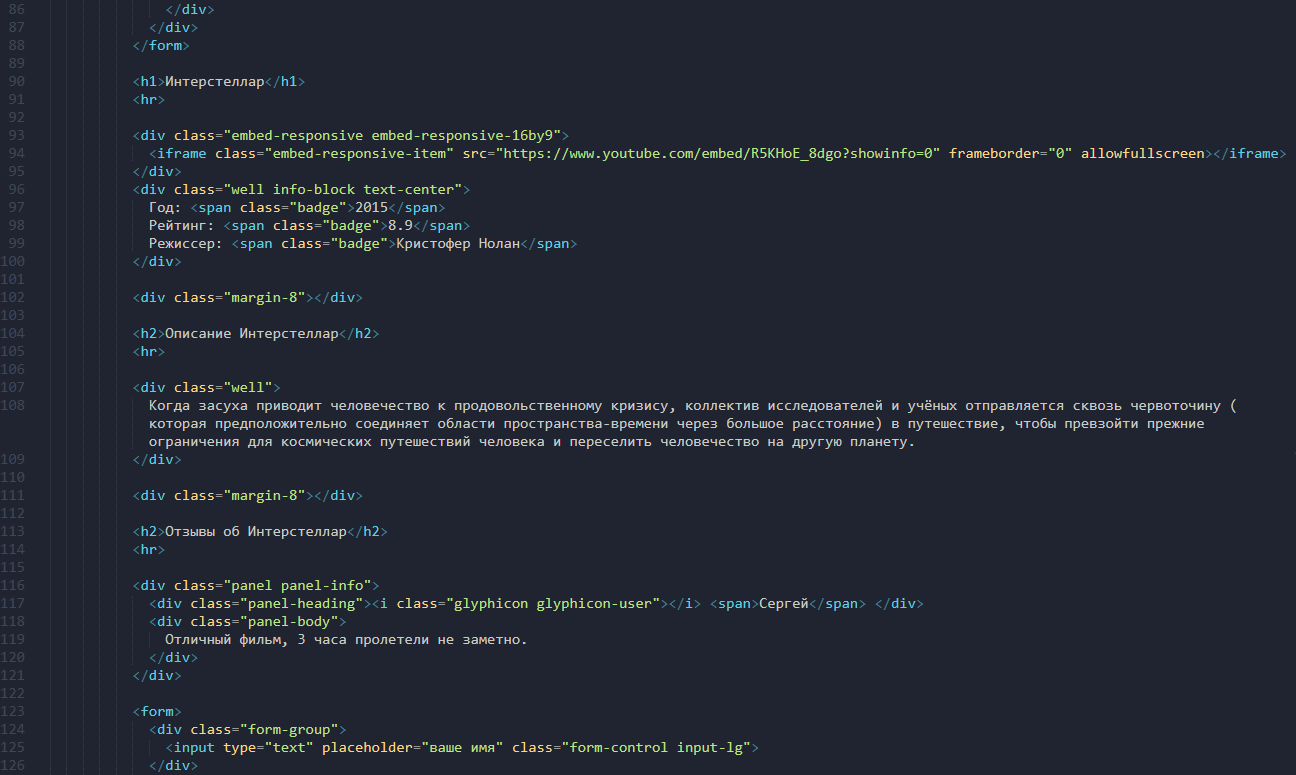 86 </div>
87 </div>
88 </form>
89
90 <h1>Интерстеллар</h1>
91 <hr>
92
93 <div class="embed-responsive embed-responsive-16by9">
94 <iframe class="embed-responsive-item" src="https://www.youtube.com/embed/R5KHoE_8dgo?showinfo=0" frameborder="0" allowfullscreen></iframe>
95 </div>
96 <div class="well info-block text-center">
97 Год: <span class="badge">2015</span>
98 Рейтинг: <span class="badge">8.9</span>
99 Режиссер: <span class="badge">Кристофер Нолан</span>
100 </div>
101
102 <div class="margin-8"></div>
103
104 <h2>Описание Интерстеллар</h2>
105 <hr>
106
107 <div class="well">
108 Когда засуха приводит человечество к продовольственному кризису, коллектив исследователей и учёных отправляется сквозь червоточину (
которая предположительно соединяет области пространства-времени через большое расстояние) в путешествие, чтобы превзойти прежние
ограничения для космических путешествий человека и переселить человечество на другую планету.
109 </div>
110
111 <div class="margin-8"></div>
112
113 <h2>Отзывы об Интерстеллар</h2>
114 <hr>
115
116 <div class="panel panel-info">
117 <div class="panel-heading"><i class="glyphicon glyphicon-user"></i> <span>Сергей</span> </div>
118 <div class="panel-body">
119 Отличный фильм, 3 часа пролетели не заметно.
120 </div>
121 </div>
122
123 <form>
124 <div class="form-group">
125 <input type="text" placeholder="ваше имя" class="form-control input-lg">
126 </div>